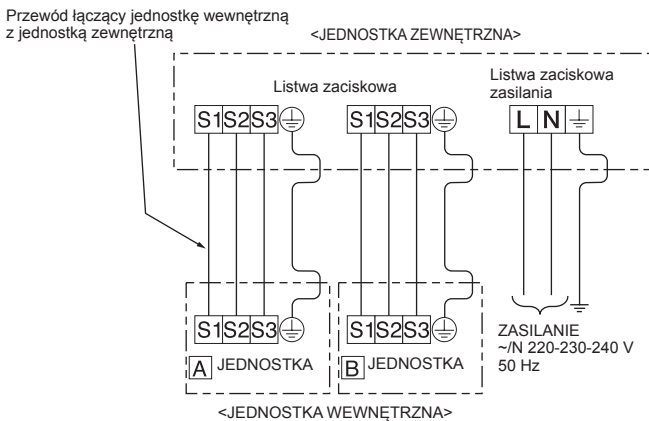 Przewód łączący jednostkę wewnętrzną
z jednostką zewnętrzną
<JEDNOSTKA ZEWNĘTRZNA>
Listwa zaciskowa
Listwa zaciskowa
zasilania
S1 S2 S3
S1 S2 S3
L N
S1 S2 S3
S1 S2 S3
A JEDNOSTKA
B JEDNOSTKA
ZASILANIE
~/N 220-230-240 V
50 Hz
<JEDNOSTKA WEWNĘTRZNA>